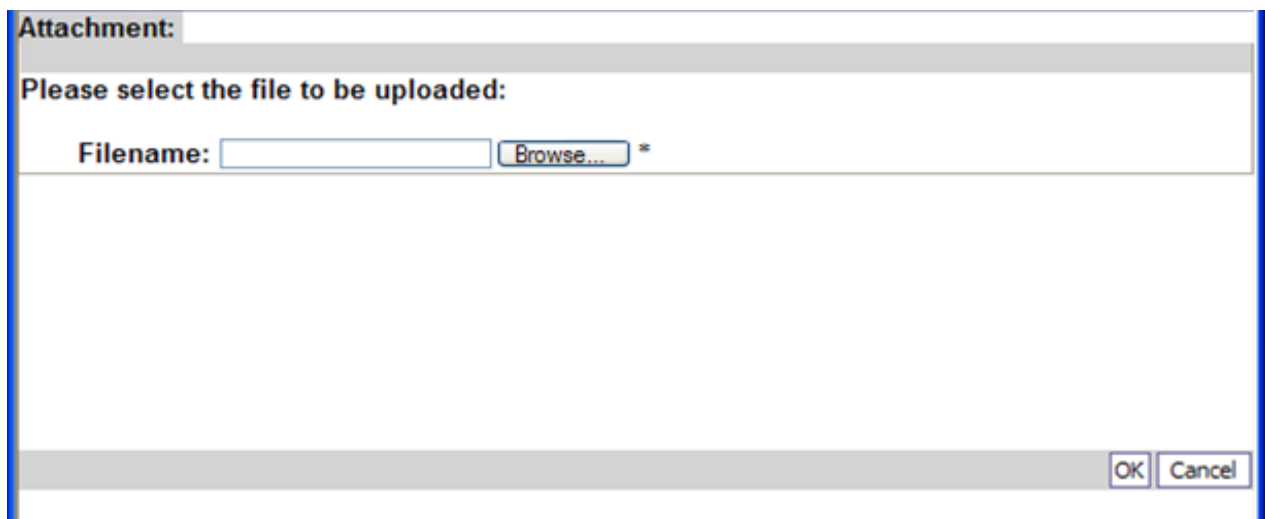 Attachment:
Please select the file to be uploaded:
Filename: Browse... *
OK Cancel